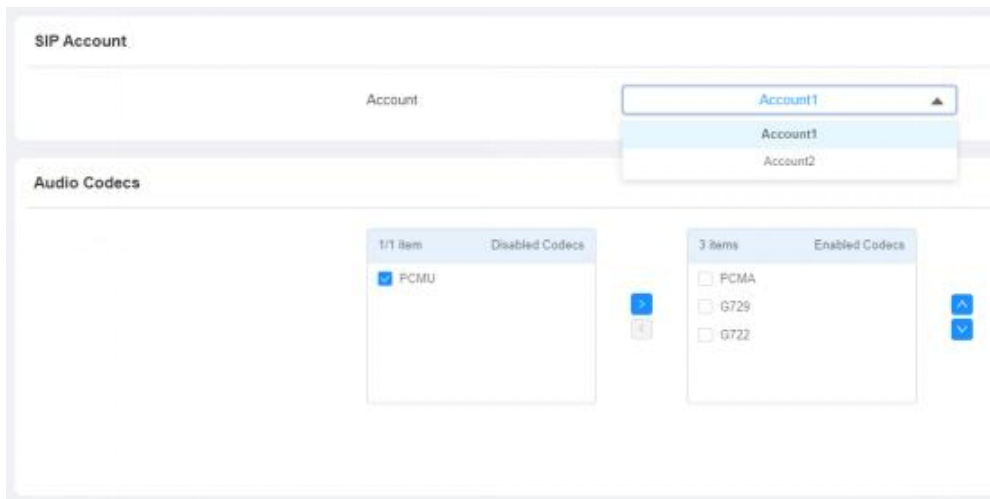 SIP Account
Account
Account1
Account1
Account2
Audio Codecs
1/1 item Disabled Codecs
PCMU
3 items Enabled Codecs
PCMA
G729
G722